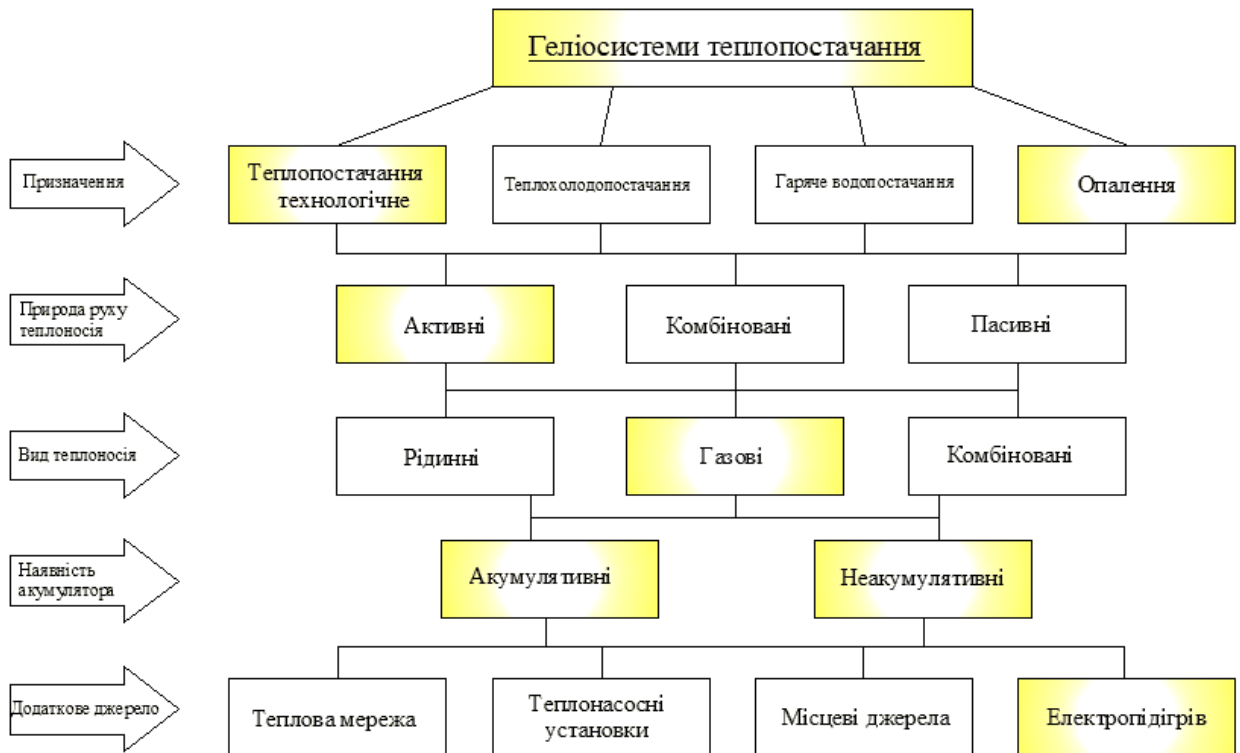 Геліосистеми теплопостачання
Призначення
Теплопостачання
технологічне
Теплохолодопостачання
Гаряче водопостачання
Опалення
Природа руху
теплоносія
Активні
Комбіновані
Пасивні
Вид теплоносія
Рідинні
Газові
Комбіновані
Наявність
акумулятора
Акумулятивні
Неакумулятивні
Додаткове джерело
Теплова мережа
Теплонасосні
установки
Місцеві джерела
Електропідігрів